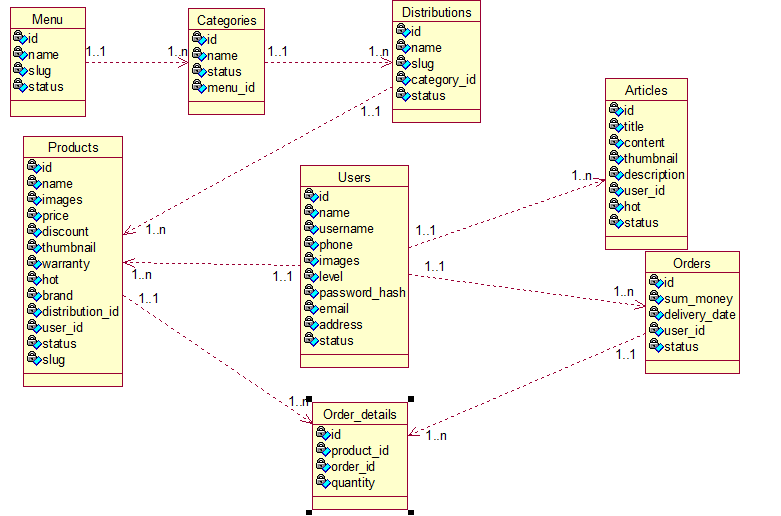 Menu
id
name
slug
status
1..1
1..n
Categories
id
name
status
menu_id
1..1
1..n
Distributions
id
name
slug
category_id
status
1..1
1..n
Products
id
name
images
price
discount
thumbnail
warranty
hot
brand
distribution_id
user_id
status
slug
1..n
1..1
1..1
1..n
Users
id
name
username
phone
images
level
password_hash
email
address
status
1..1
1..n
1..1
1..n
Articles
id
title
content
thumbnail
description
user_id
hot
status
Orders
id
sum_money
delivery_date
user_id
status
1..1
1..n
Order_details
id
product_id
order_id
quantity